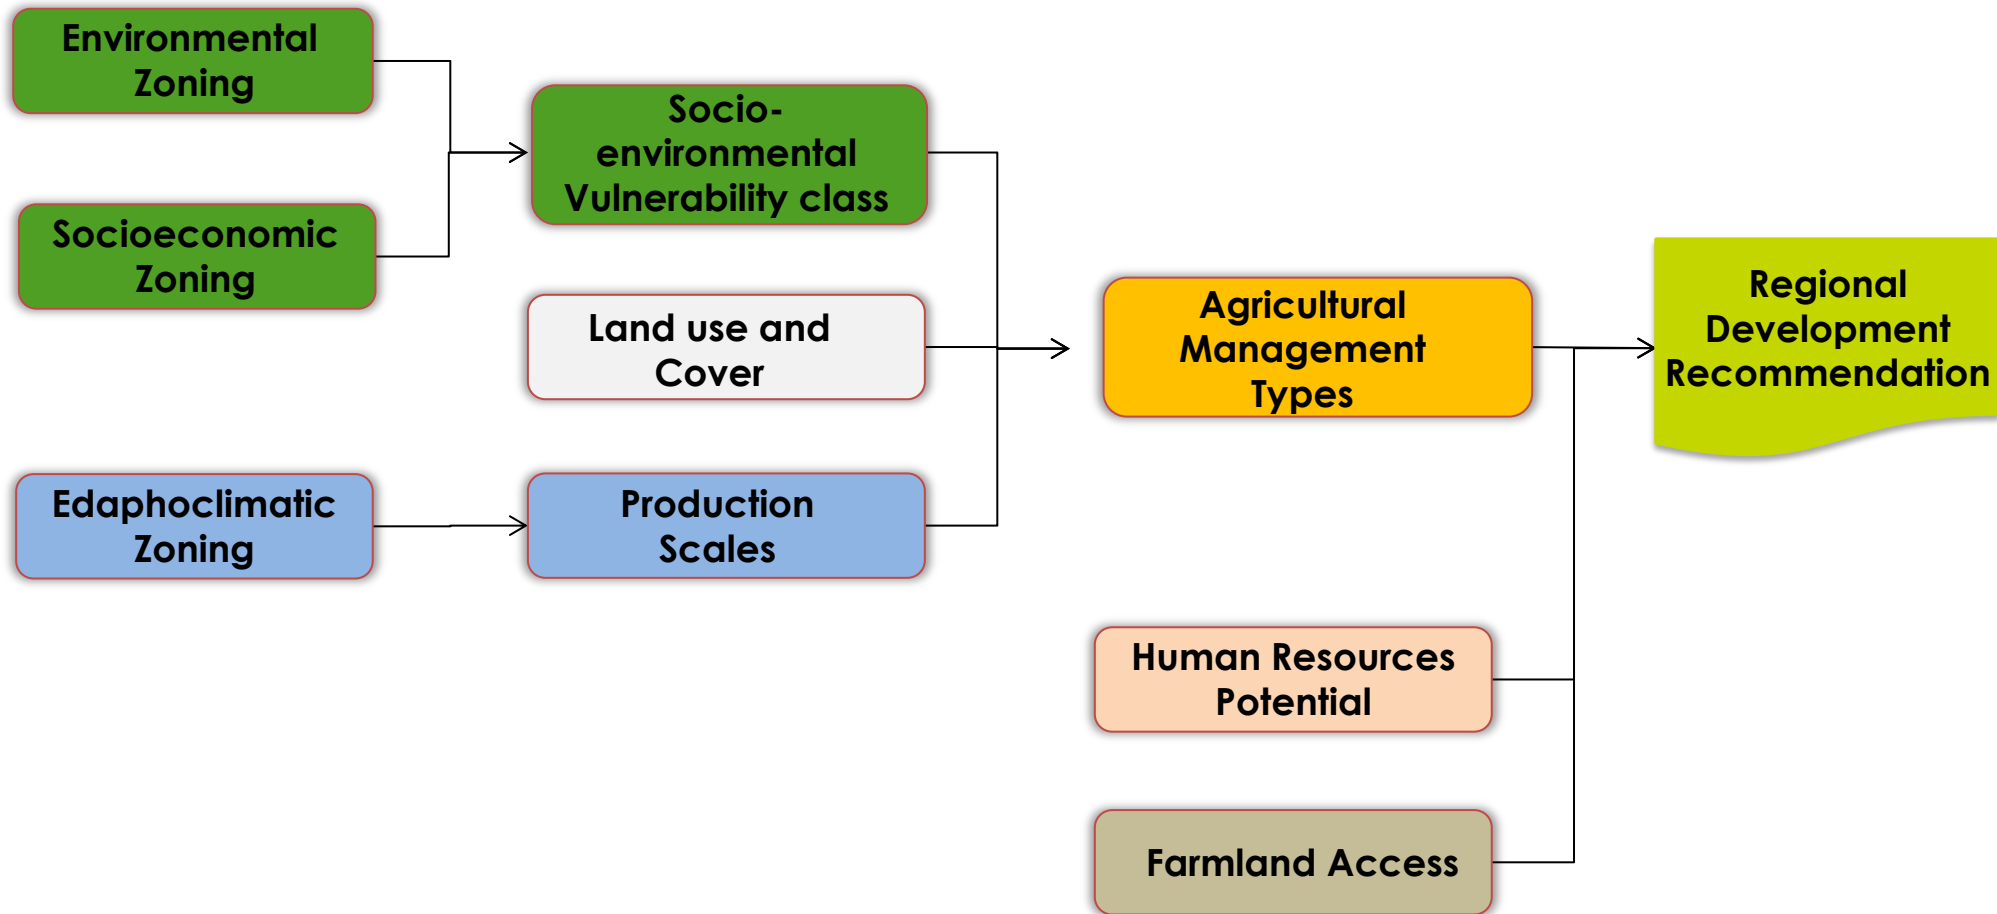 Environmental
Zoning
Socioeconomic
Zoning
Socio-
environmental
Vulnerability class
Land use and
Cover
Edaphoclimatic
Zoning
Production
Scales
Agricultural
Management
Types
Regional
Development
Recommendation
Human Resources
Potential
Farmland Access